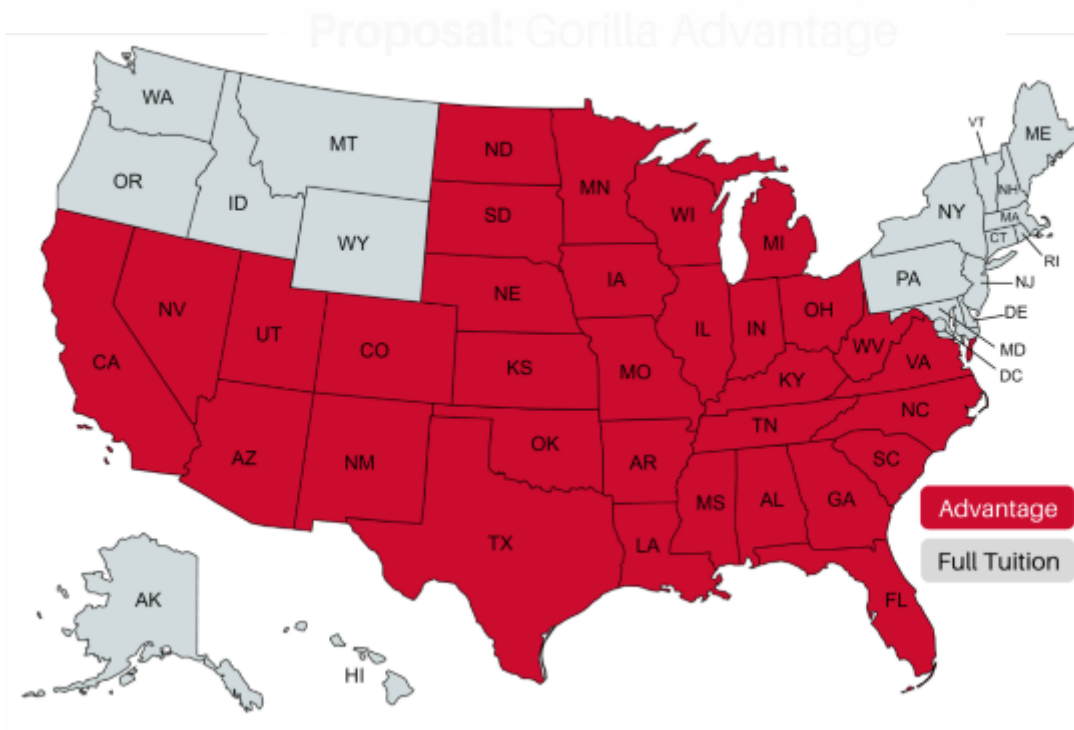 Proposal: Gorilla Advantage
WA
MT
ND
MN
VT
ME
OR
ID
SD
WI
MI
NY
NH
MA
CT
RI
WY
NE
IA
PA
NJ
NV
UT
CO
KS
MO
IL
IN
OH
WV
VA
DE
MD
DC
CA
KY
AZ
NM
OK
AR
TN
NC
SC
TX
LA
MS
AL
GA
FL
AK
HI
Advantage
Full Tuition